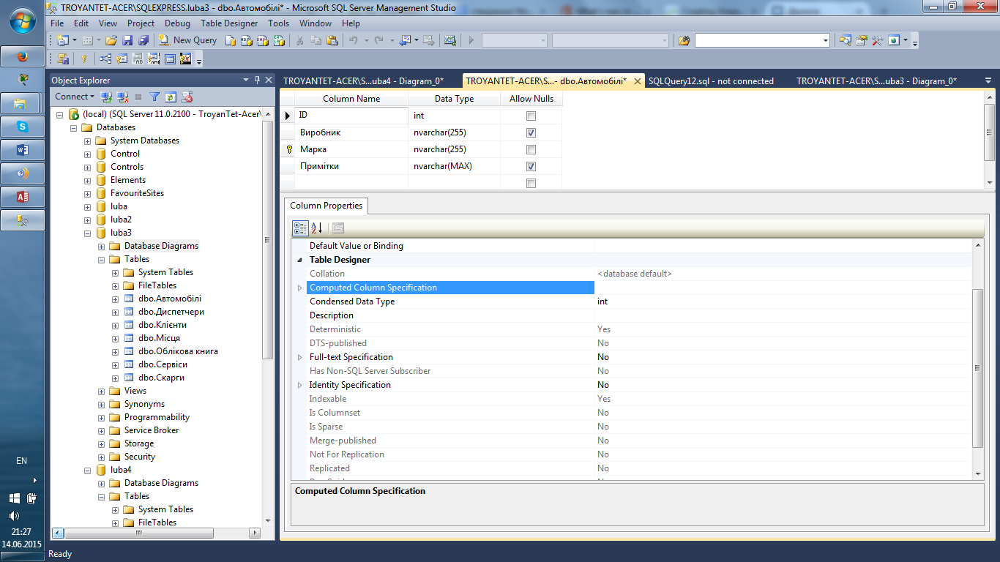 TROYANTET-ACER\SQLEXPRESS.luba3 - dbo.Автомобілі* - Microsoft SQL Server Management Studio
File Edit View Project Debug Table Designer Tools Window Help
New Query
Object Explorer
Connect
(local) (SQL Server 11.0.2100 - TroyanTet-Acer\
Databases
System Databases
Control
Controls
Elements
FavouriteSites
luba
luba2
luba3
Database Diagrams
Tables
System Tables
FileTables
dbo.Автомобілі
dbo.Диспетчери
dbo.Клієнти
dbo.Місця
dbo.Облікова книга
dbo.Сервіси
dbo.Скарги
Views
Synonyms
Programmability
Service Broker
Storage
Security
luba4
Database Diagrams
Tables
System Tables
FileTables
TROYANTET-ACER\S...uba4 - Diagram_0* TROYANTET-ACER\S...- dbo.Автомобілі* SQLQuery12.sql - not connected TROYANTET-ACER\S...uba3 - Diagram_0*
Column Name Data Type Allow Nulls
ID int
Виробник nvarchar(255)
Марка nvarchar(255)
Примітки nvarchar(MAX)
Column Properties
Default Value or Binding
Table Designer
Collation <database default>
Computed Column Specification
Condensed Data Type int
Description
Deterministic Yes
DTS-published No
Full-text Specification No
Has Non-SQL Server Subscriber No
Identity Specification No
Indexable Yes
Is Columnset No
Is Sparse No
Merge-published No
Not For Replication No
Replicated No
Computed Column Specification
EN
21:27
14.06.2015
Ready